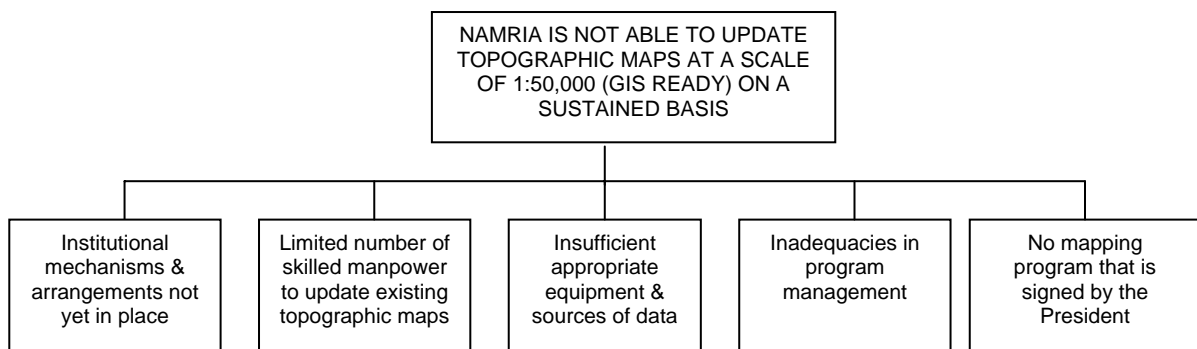 NAMRIA IS NOT ABLE TO UPDATE
TOPOGRAPHIC MAPS AT A SCALE
OF 1:50,000 (GIS READY) ON A
SUSTAINED BASIS
Institutional
mechanisms &
arrangements not
yet in place
Limited number of
skilled manpower
to update existing
topographic maps
Insufficient
appropriate
equipment &
sources of data
Inadequacies in
program
management
No mapping
program that is
signed by the
President